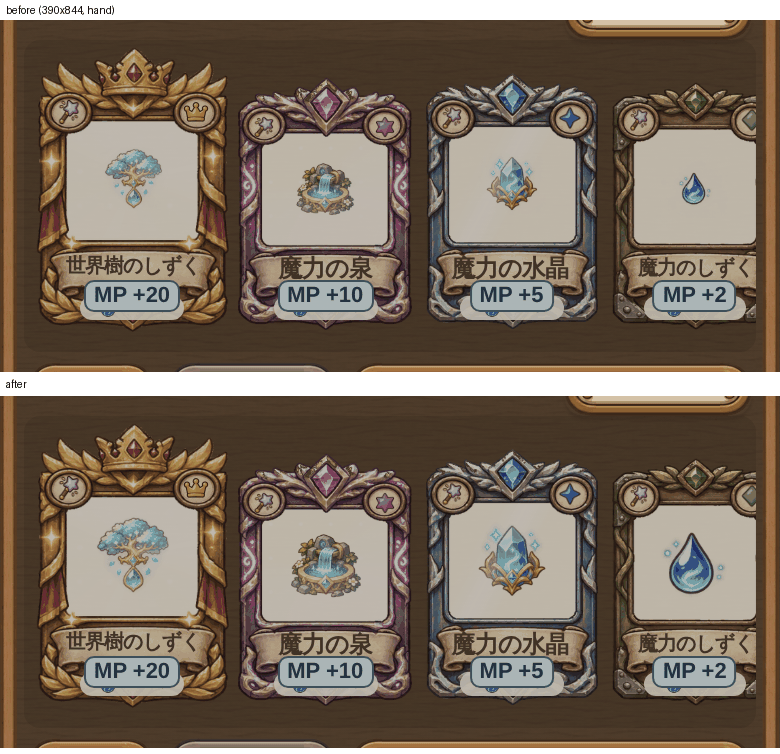 before (390x844, hand)
世界樹のしずく
魔力の泉
魔力の水晶
魔力のしずく
MP +20
MP +10
MP +5
MP +2
after
世界樹のしずく
魔力の泉
魔力の水晶
魔力のしずく
MP +20
MP +10
MP +5
MP +2